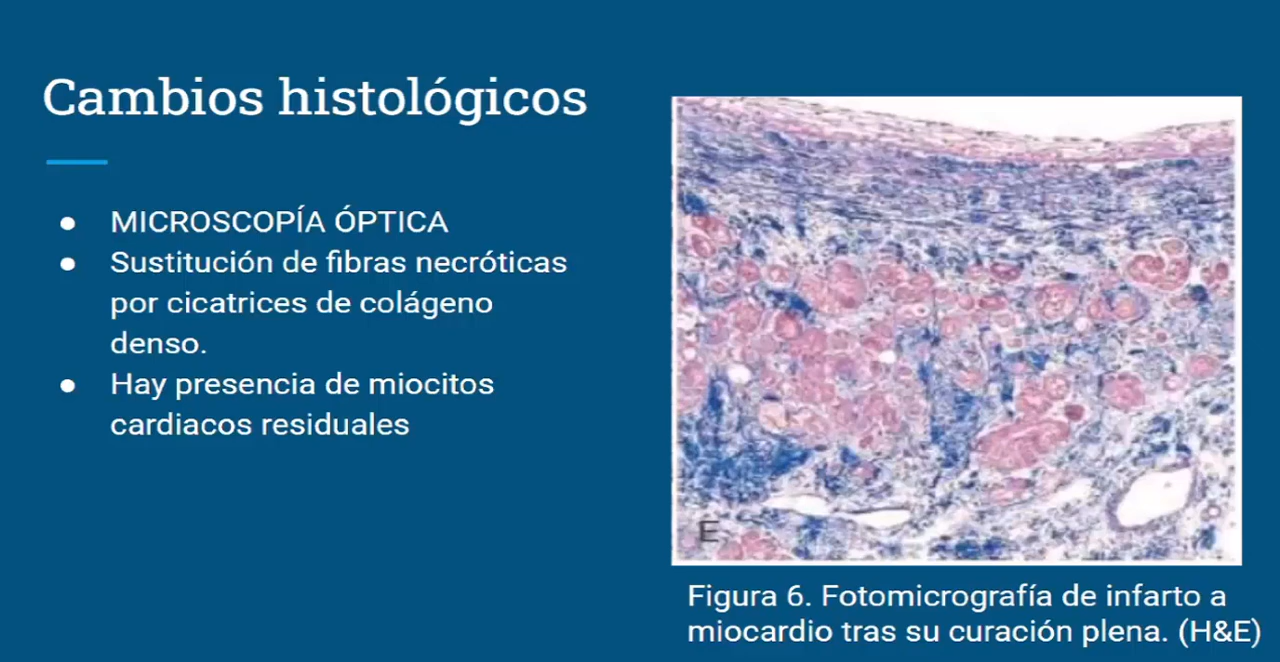 Cambios histológicos
● MICROSCOPÍA ÓPTICA
● Sustitución de fibras necróticas
por cicatrices de colágeno
denso.
● Hay presencia de miocitos
cardiacos residuales
E
Figura 6. Fotomicrografía de infarto a
miocardio tras su curación plena. (H&E)